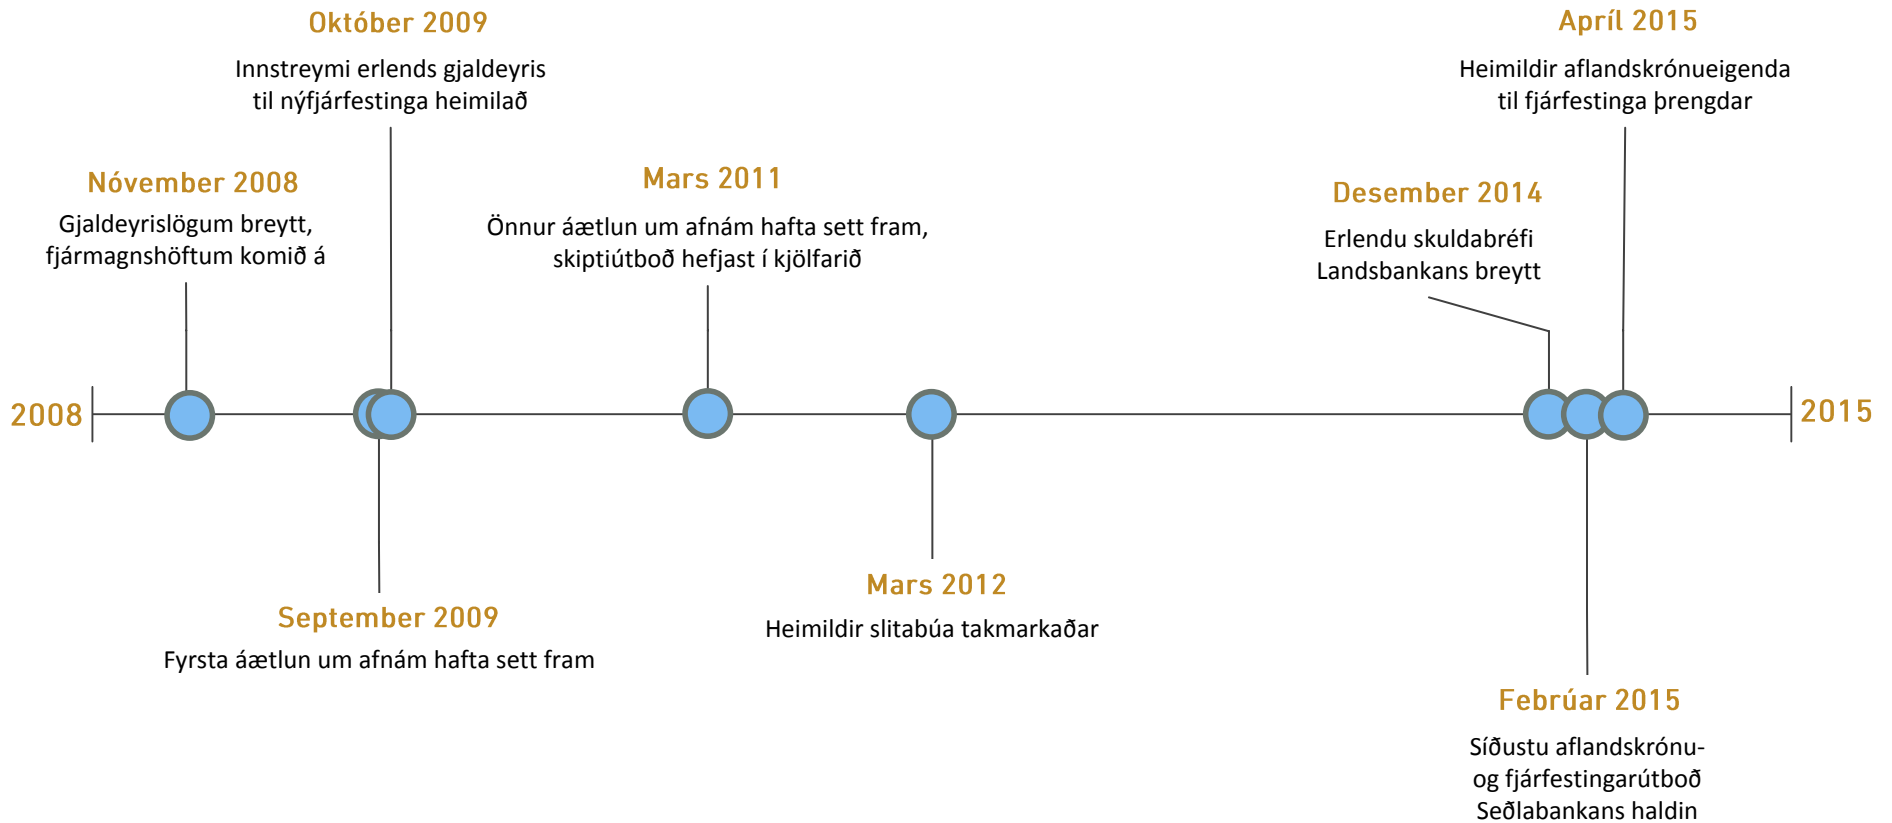 Október 2009
Innstreymi erlends gjaldeyris
til nýfjárfestinga heimilað
Apríl 2015
Heimildir aflandskrónueigenda
til fjárfestinga þrengdar
Nóvember 2008
Gjaldeyrislögum breytt,
fjármagnshöftum komið á
Mars 2011
Önnur áætlun um afnám hafta sett fram,
skiptiútboð hefjast í kjölfarið
Desember 2014
Erlendu skuldabréfi
Landsbankans breytt
2008
2015
September 2009
Fyrsta áætlun um afnám hafta sett fram
Mars 2012
Heimildir slitabúa takmarkaðar
Febrúar 2015
Síðustu aflandskrónu-
og fjárfestingarútboð
Seðlabankans haldin